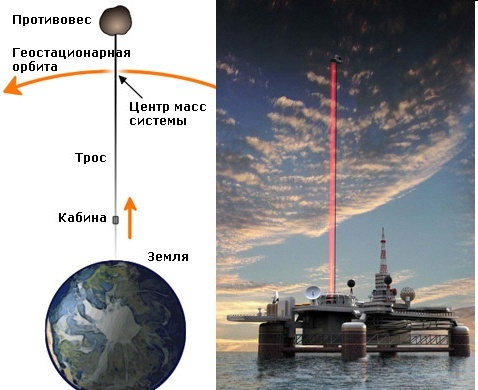 Противовес
Геостационарная
орбита
Центр масс
системы
Трос
Кабина
Земля